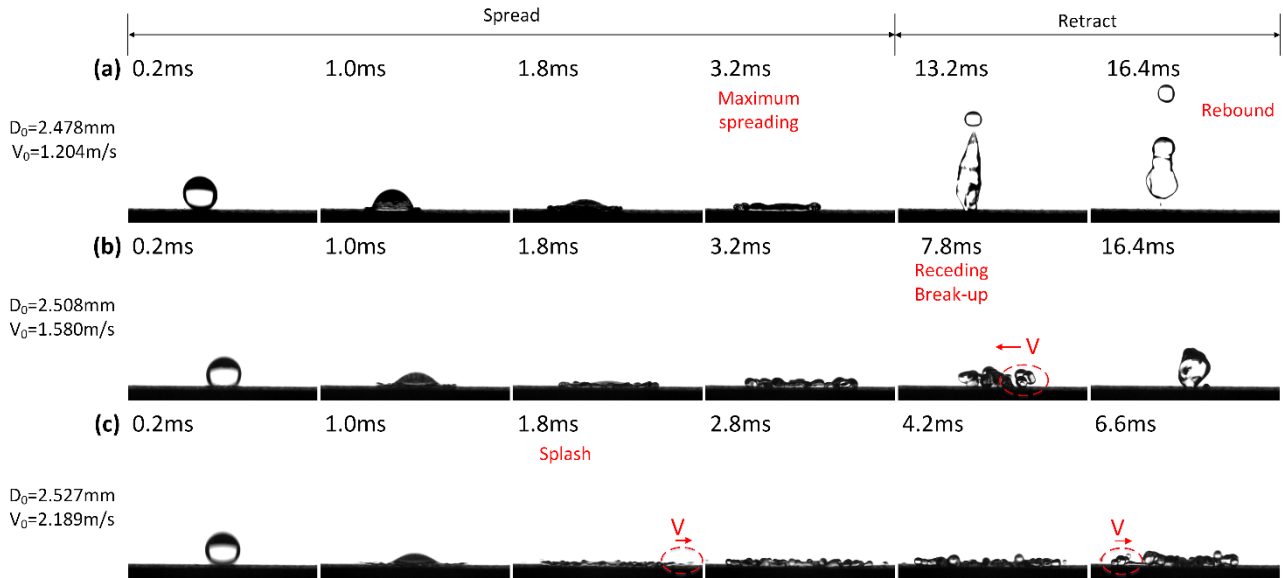 Spread
Retract
(a) 0.2ms 1.0ms 1.8ms 3.2ms 13.2ms 16.4ms
Maximum
spreading
Rebound
D₀=2.478mm
V₀=1.204m/s
(b) 0.2ms 1.0ms 1.8ms 3.2ms 7.8ms 16.4ms
Receding
Break-up
D₀=2.508mm
V₀=1.580m/s
V
(c) 0.2ms 1.0ms 1.8ms 2.8ms 4.2ms 6.6ms
Splash
D₀=2.527mm
V₀=2.189m/s
V
V